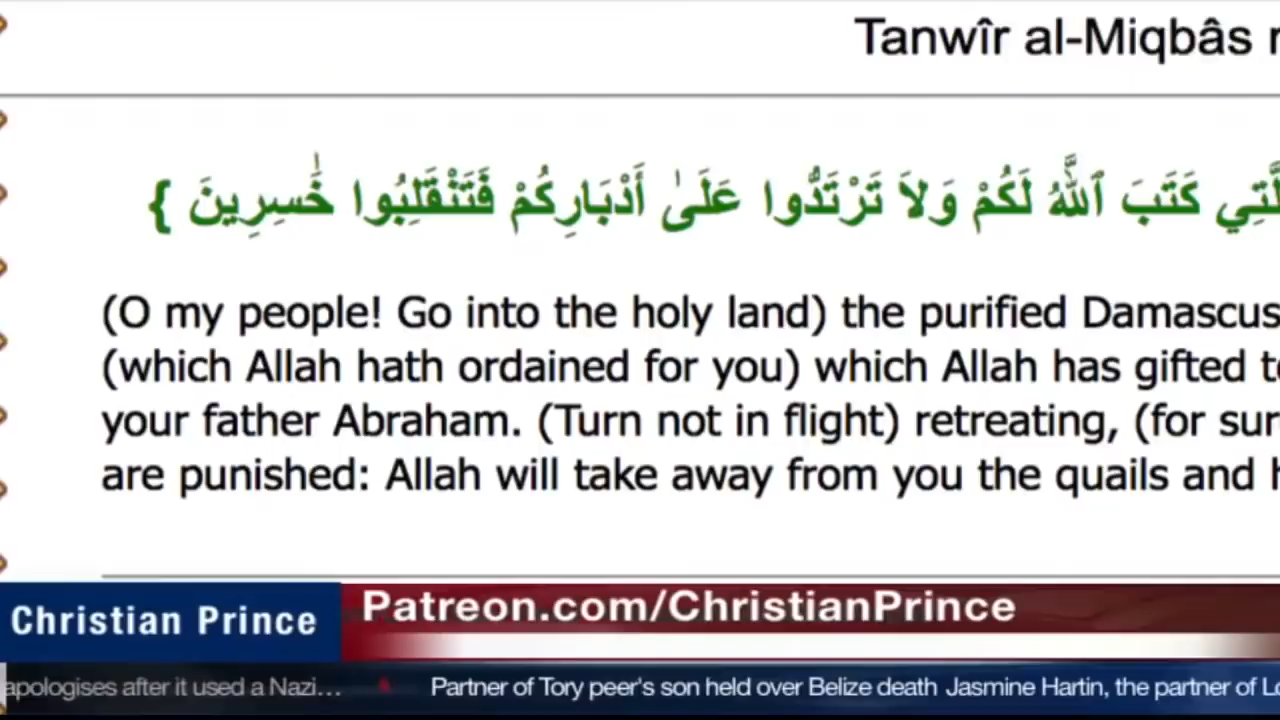 Tanwîr al-Miqbâs
كَتَبَ ٱللَّهُ لَكُمْ وَلاَ تَرْتَدُّوا عَلَىٰ أَدْبَارِكُمْ فَتَنْقَلِبُوا خَٰسِرِينَ }
(O my people! Go into the holy land) the purified Damascus
(which Allah hath ordained for you) which Allah has gifted
your father Abraham. (Turn not in flight) retreating, (for
are punished: Allah will take away from you the quails and
Christian Prince
Patreon.com/ChristianPrince
apologises after it used a Nazi... Partner of Tory peer's son held over Belize death Jasmine Hartin, the partner of